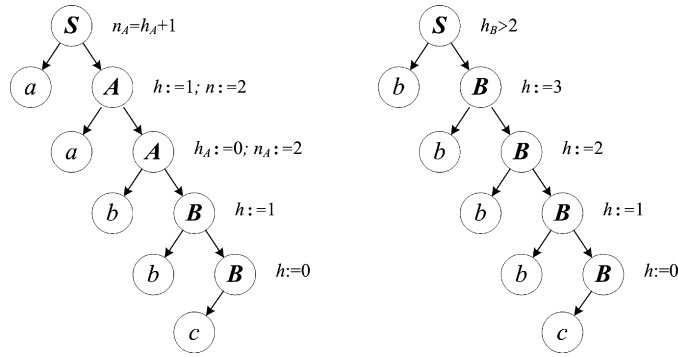 S n_A=h_A+1
a A h:=1; n:=2
a A h_A:=0; n_A:=2
b B h:=1
b B h:=0
c
S h_B>2
b B h:=3
b B h:=2
b B h:=1
b B h:=0
c